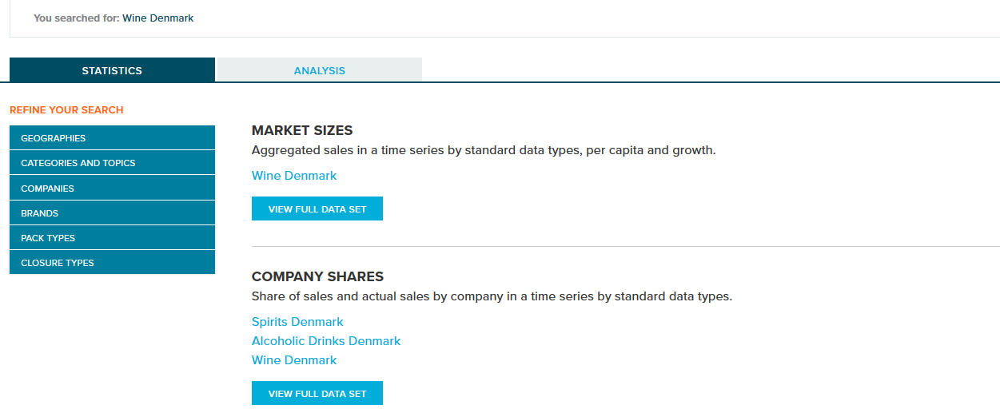 You searched for: Wine Denmark
STATISTICS
ANALYSIS
REFINE YOUR SEARCH
GEOGRAPHIES
CATEGORIES AND TOPICS
COMPANIES
BRANDS
PACK TYPES
CLOSURE TYPES
MARKET SIZES
Aggregated sales in a time series by standard data types, per capita and growth.
Wine Denmark
VIEW FULL DATA SET
COMPANY SHARES
Share of sales and actual sales by company in a time series by standard data types.
Spirits Denmark
Alcoholic Drinks Denmark
Wine Denmark
VIEW FULL DATA SET